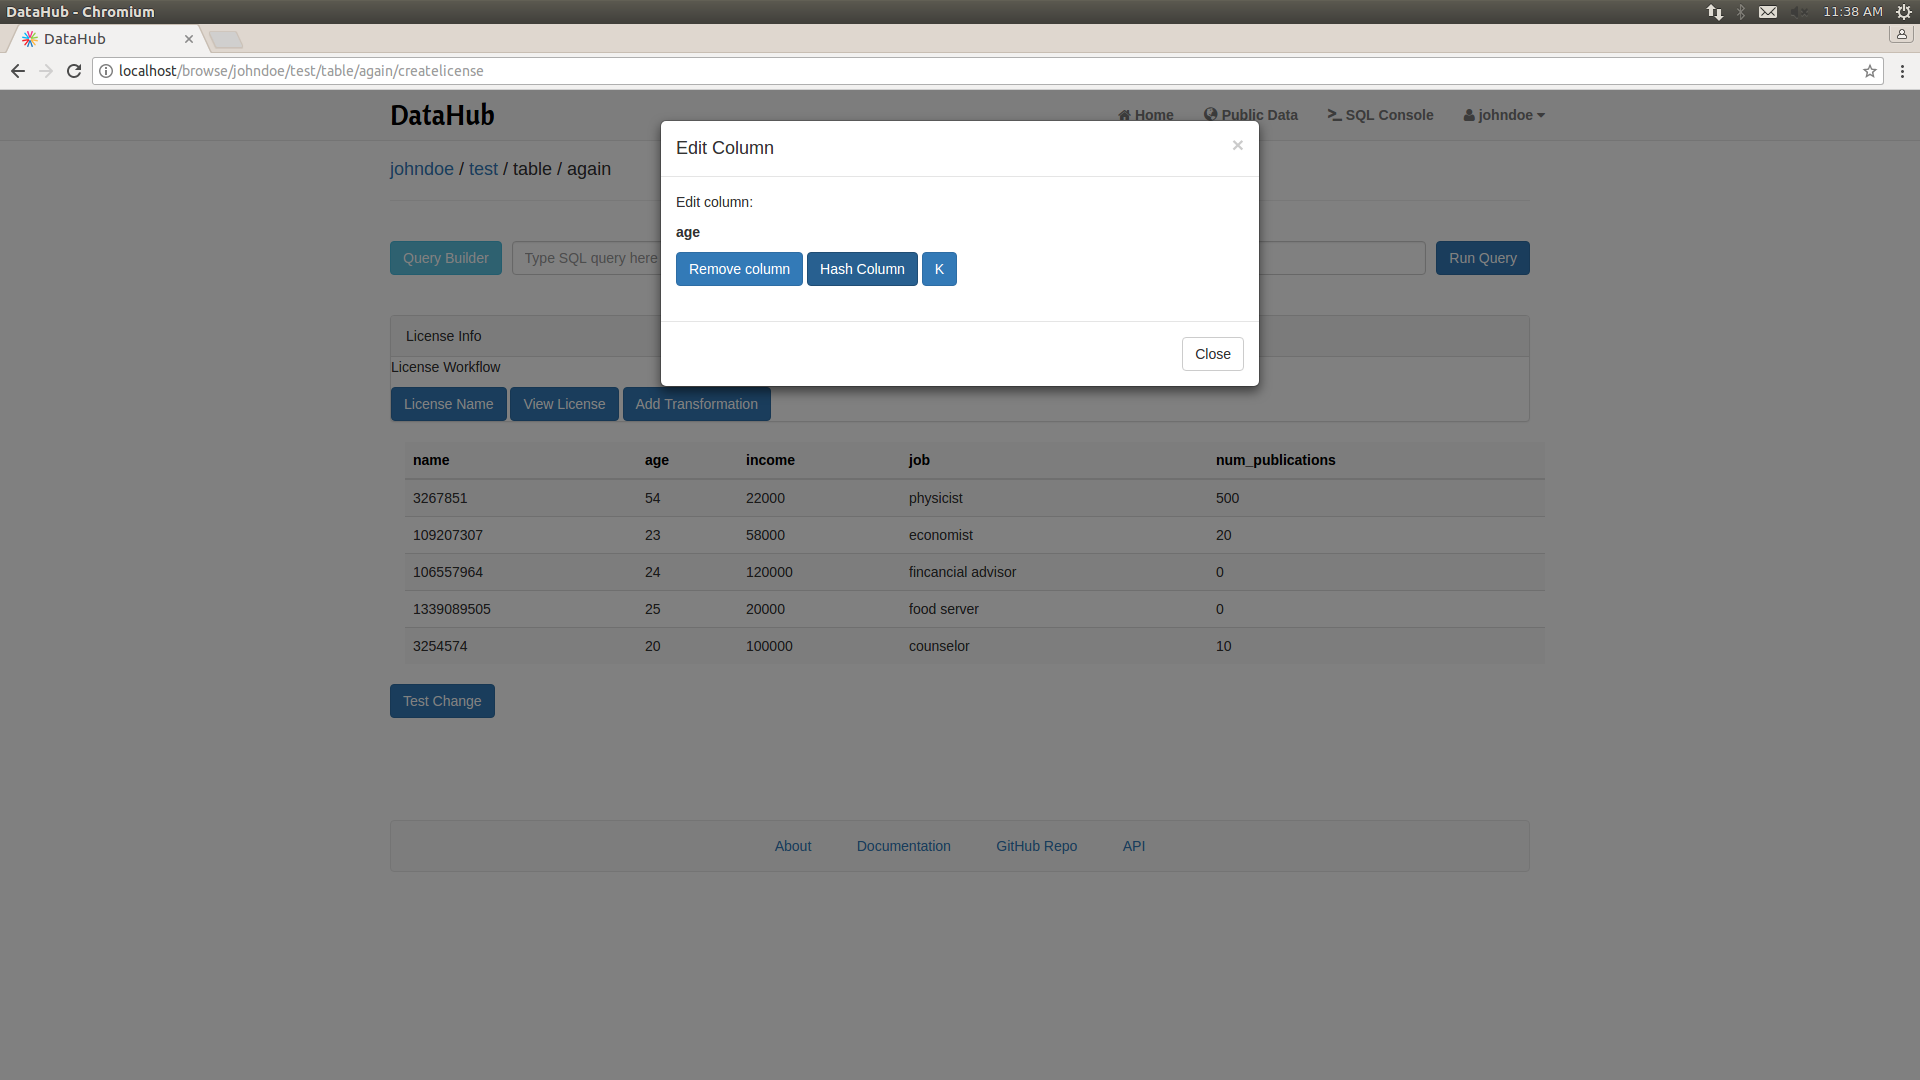 DataHub - Chromium
11:38 AM
DataHub
localhost/browse/johndoe/test/table/again/createlicense
DataHub
Home Public Data SQL Console johndoe
Edit Column ×
johndoe / test / table / again
Edit column:
age
Query Builder Type SQL query here Run Query
Remove column Hash Column K
License Info
Close
License Workflow
License Name View License Add Transformation
name age income job num_publications
3267851 54 22000 physicist 500
109207307 23 58000 economist 20
106557964 24 120000 fincancial advisor 0
1339089505 25 20000 food server 0
3254574 20 100000 counselor 10
Test Change
About Documentation GitHub Repo API